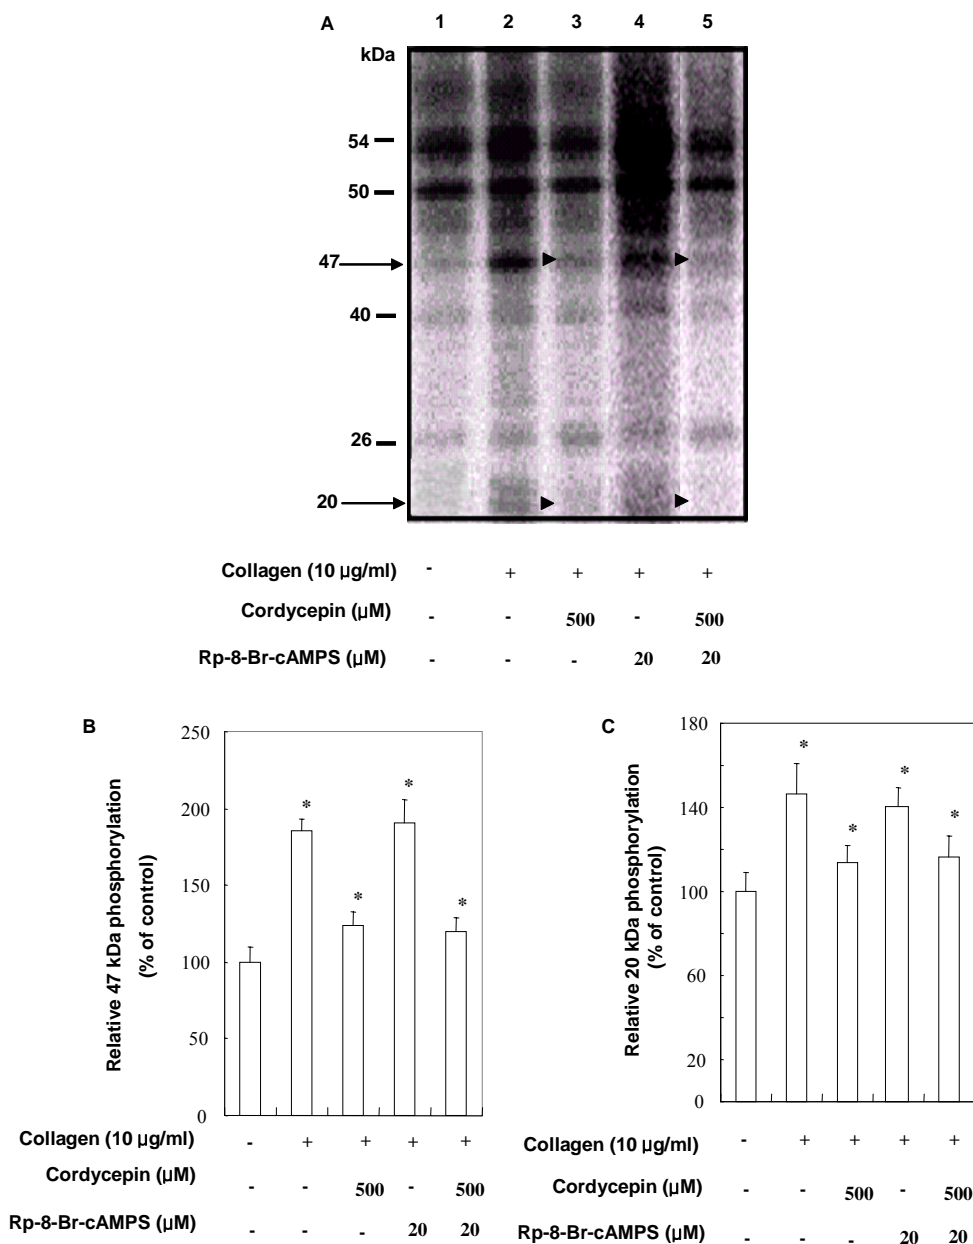 A 1 2 3 4 5
kDa
54
50
47
40
26
20
Collagen (10 µg/ml) - + + + +
Cordycepin (µM) - - 500 - 500
Rp-8-Br-cAMPS (µM) - - - 20 20
B
Relative 47 kDa phosphorylation
(% of control)
250
200
150
100
50
0
* * * *
Collagen (10 µg/ml) - + + + +
Cordycepin (µM) - - 500 - 500
Rp-8-Br-cAMPS (µM) - - - 20 20
C
Relative 20 kDa phosphorylation
(% of control)
180
140
100
60
20
0
* * * *
Collagen (10 µg/ml) - + + + +
Cordycepin (µM) - - 500 - 500
Rp-8-Br-cAMPS (µM) - - - 20 20